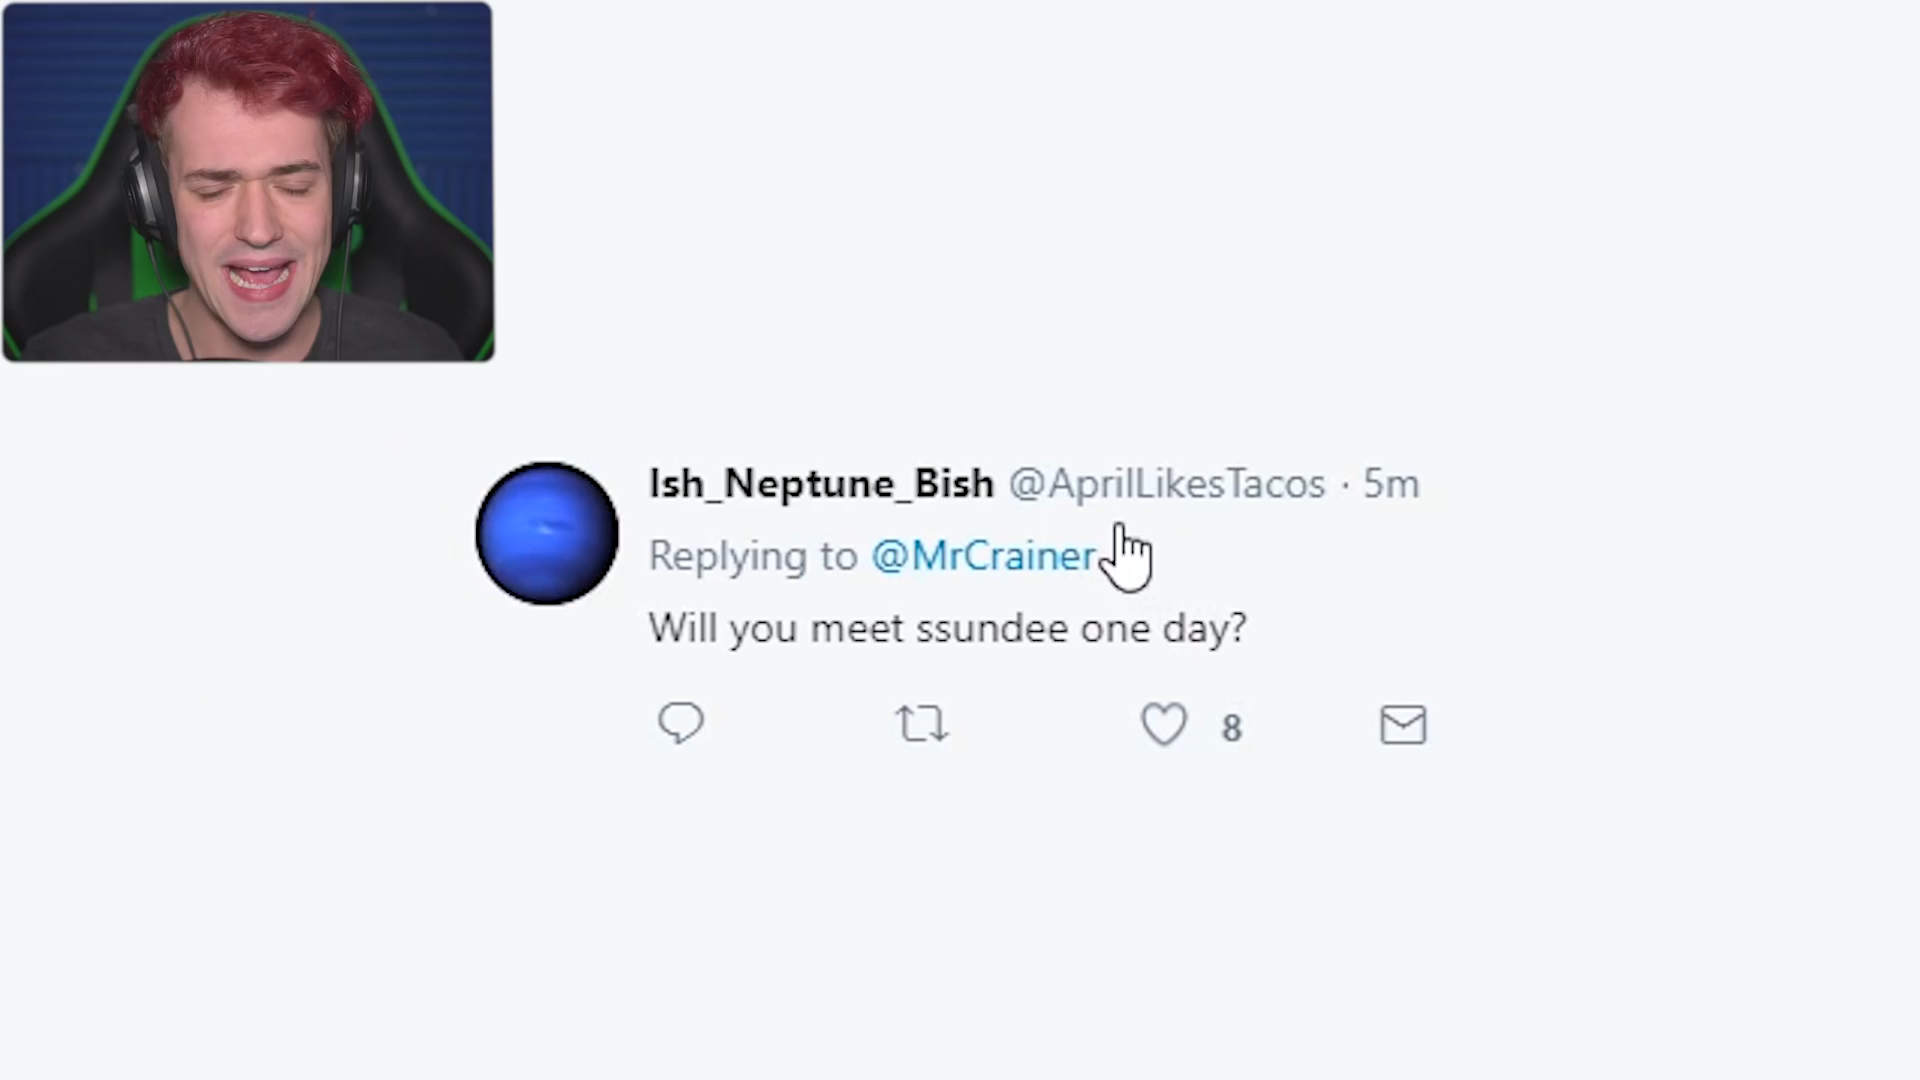 Ish_Neptune_Bish @AprilLikesTacos · 5m
Replying to @MrCrainer
Will you meet ssundee one day?
8